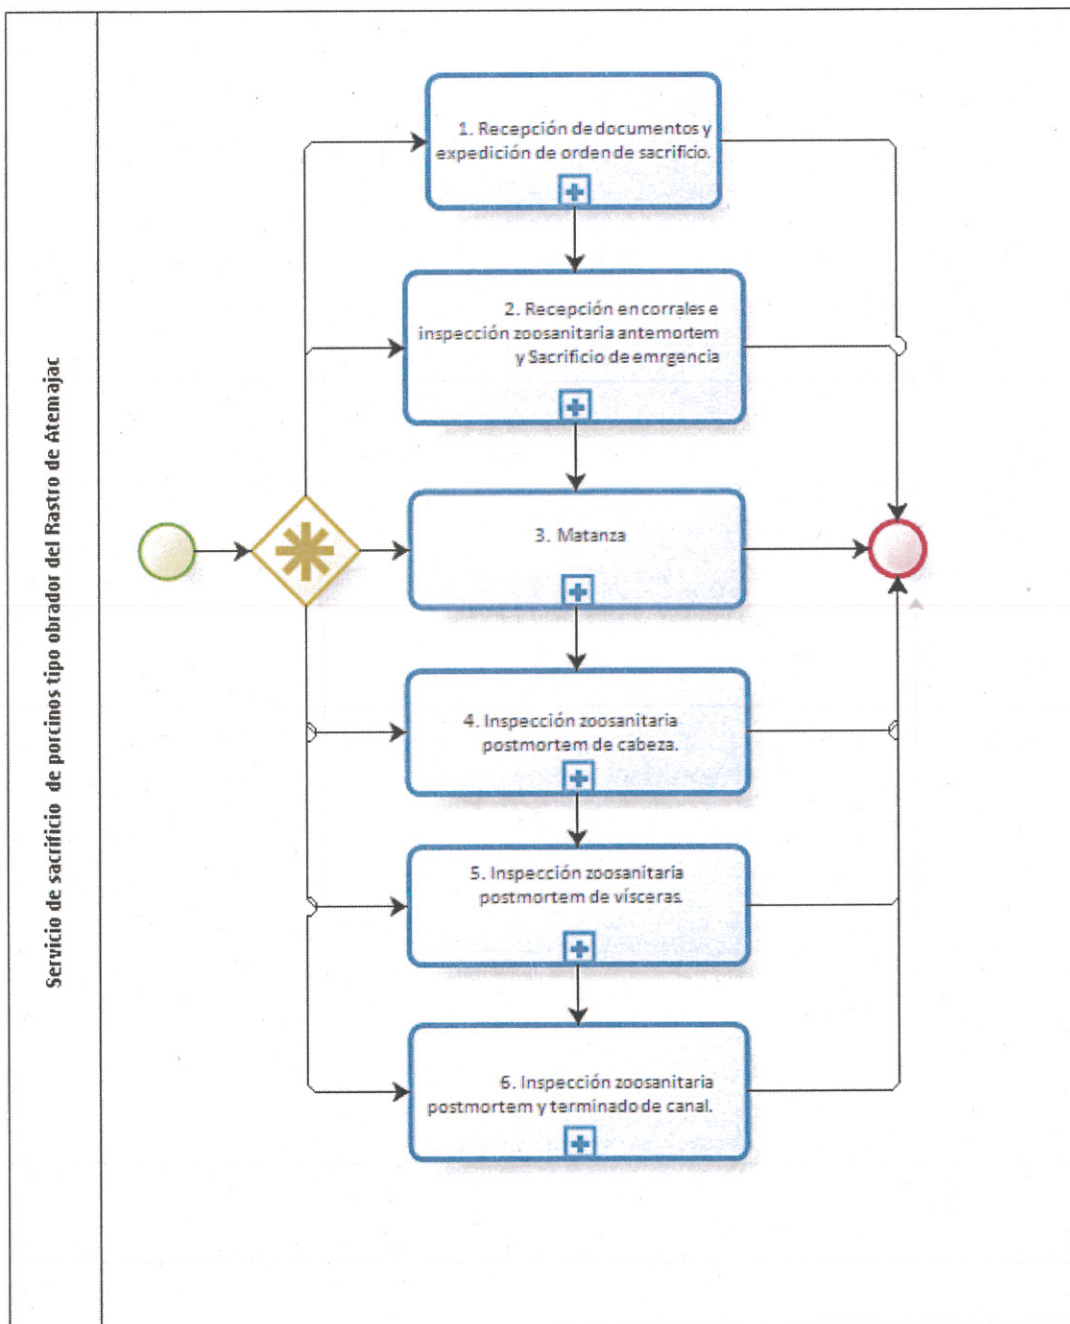 Servicio de sacrificio de porcinos tipo obrador del Rastro de Atemajac
1. Recepción de documentos y
expedición de orden de sacrificio.
2. Recepción en corrales e
inspección zoosanitaria antemortem
y Sacrificio de emrgencia
3. Matanza
4. Inspección zoosanitaria
postmortem de cabeza.
5. Inspección zoosanitaria
postmortem de vísceras.
6. Inspección zoosanitaria
postmortem y terminado de canal.